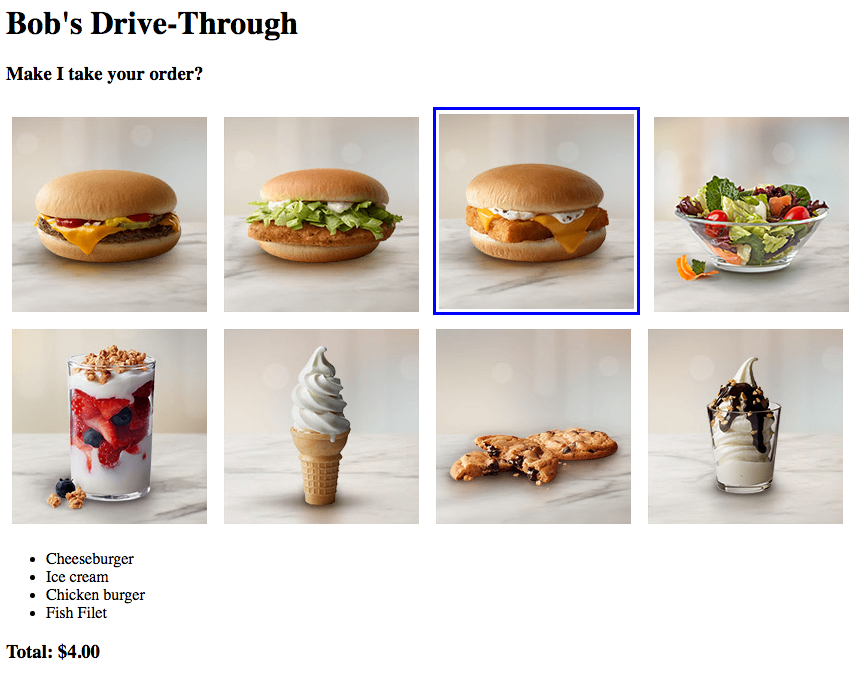 Bob's Drive-Through
Make I take your order?
Cheeseburger
Ice cream
Chicken burger
Fish Filet
Total: $4.00